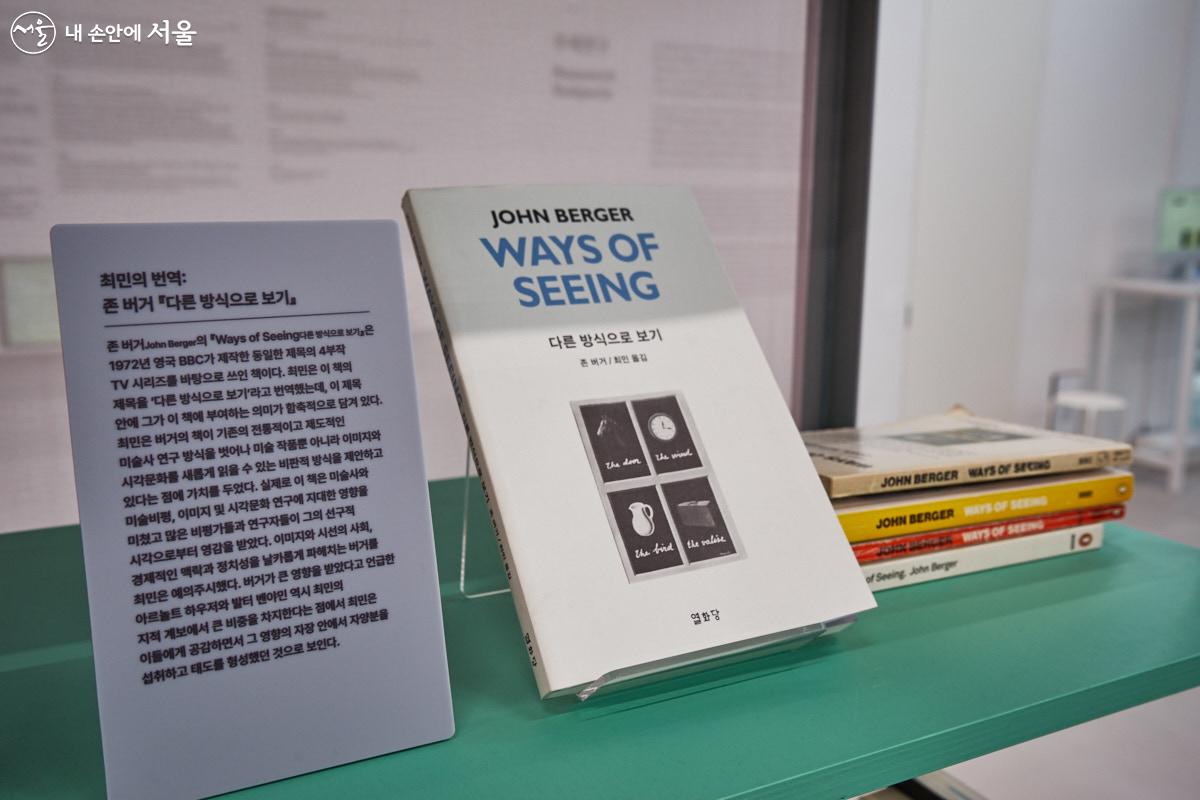 서울
내 손안에 서울
최민의 번역:
존 버거 『다른 방식으로 보기』
존 버거John Berger의 『Ways of Seeing다른 방식으로 보기』은
1972년 영국 BBC가 제작한 동일한 제목의 4부작
TV 시리즈를 바탕으로 쓰인 책이다. 최민은 이 책의
제목을 '다른 방식으로 보기'라고 번역했는데, 이 제목
안에 그가 이 책에 부여하는 의미가 함축적으로 담겨 있다.
최민은 버거의 책이 기존의 전통적이고 제도적인
미술사 연구 방식을 벗어나 미술 작품뿐 아니라 이미지와
시각문화를 새롭게 읽을 수 있는 비판적 방식을 제안하고
있다는 점에 가치를 두었다. 실제로 이 책은 미술사와
미술비평, 이미지 및 시각문화 연구에 지대한 영향을
미쳤고 많은 비평가들과 연구자들이 그의 선구적
시각으로부터 영감을 받았다. 이미지와 시선의 사회,
경제적인 맥락과 정치성을 날카롭게 파헤치는 버거를
최민은 예의주시했다. 버거가 큰 영향을 받았다고 언급한
아르놀트 하우저와 발터 벤야민 역시 최민의
지적 계보에서 큰 비중을 차지한다는 점에서 최민은
이들에게 공감하면서 그 영향의 자장 안에서 자양분을
섭취하고 태도를 형성했던 것으로 보인다.
JOHN BERGER
WAYS OF
SEEING
다른 방식으로 보기
존 버거 / 최민 옮김
the door
the wind
the bird
the valise
열화당
열화당
JOHN BERGER WAYS OF SEEING
JOHN BERGER WAYS OF SEEING
JOHN BERGER WAYS OF SEEING
of Seeing. John Berger